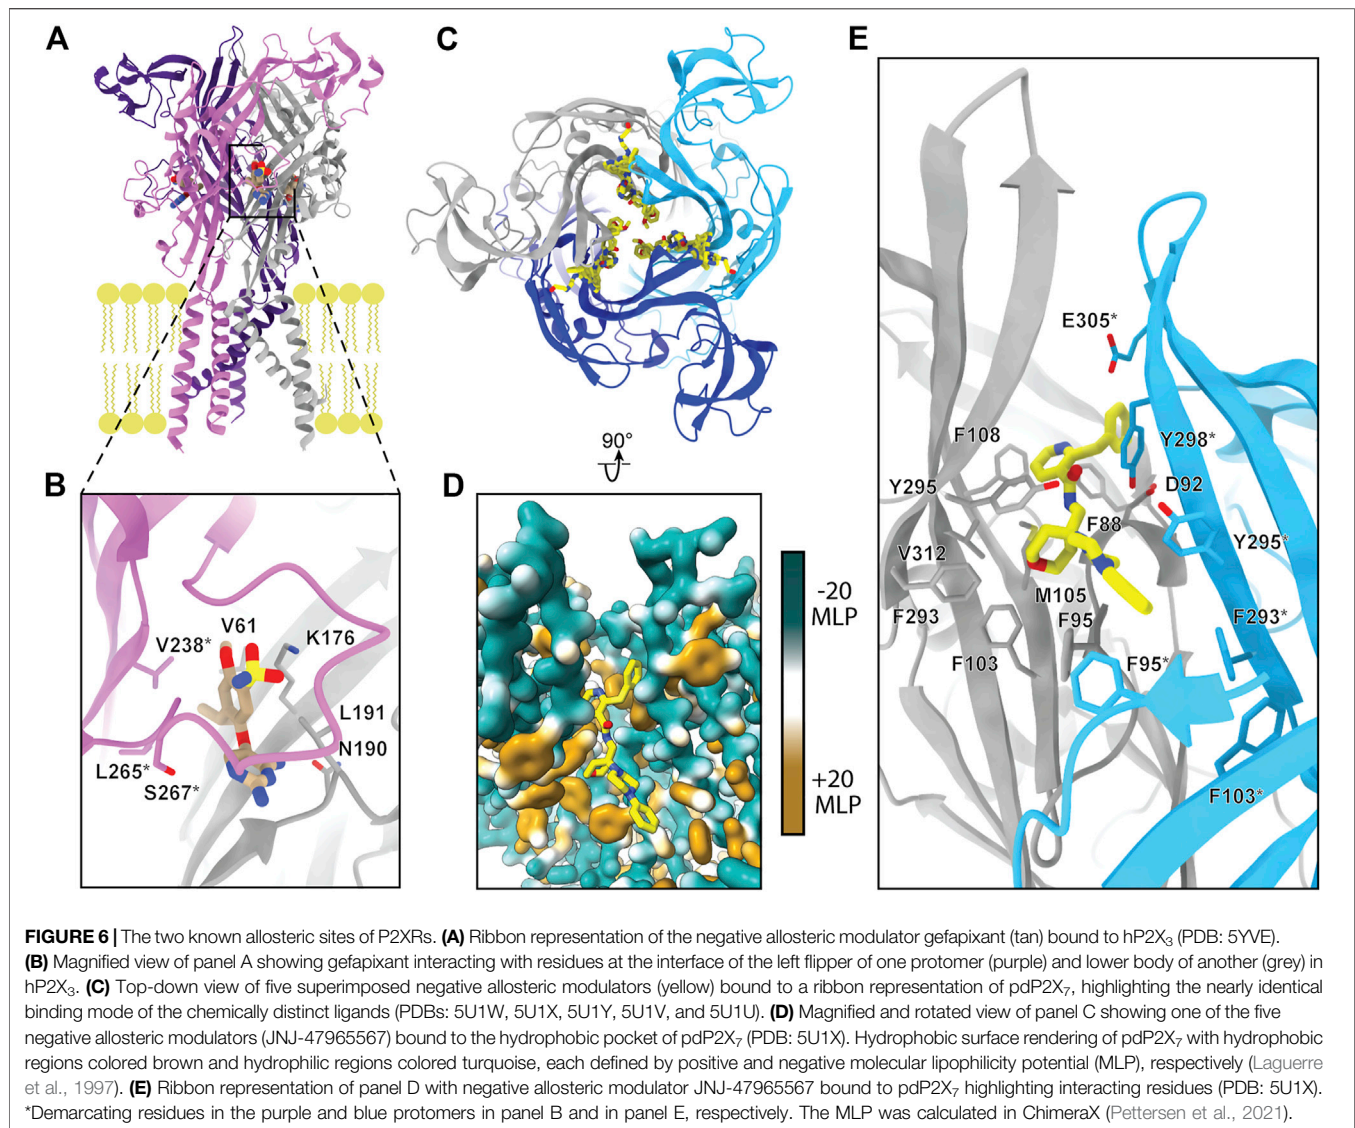 A
C
E
90°
B
D
V238*
V61
K176
L191
N190
L265*
S267*
-20
MLP
+20
MLP
E305*
F108
Y298*
Y295
D92
F88
Y295*
V312
M105
F293
F95
F293*
F103
F95*
F103*
FIGURE 6 | The two known allosteric sites of P2XRs. (A) Ribbon representation of the negative allosteric modulator gefapixant (tan) bound to hP2X3 (PDB: 5YVE).
(B) Magnified view of panel A showing gefapixant interacting with residues at the interface of the left flipper of one protomer (purple) and lower body of another (grey) in
hP2X3. (C) Top-down view of five superimposed negative allosteric modulators (yellow) bound to a ribbon representation of pdP2X7, highlighting the nearly identical
binding mode of the chemically distinct ligands (PDBs: 5U1W, 5U1X, 5U1Y, 5U1V, and 5U1U). (D) Magnified and rotated view of panel C showing one of the five
negative allosteric modulators (JNJ-47965567) bound to the hydrophobic pocket of pdP2X7 (PDB: 5U1X). Hydrophobic surface rendering of pdP2X7 with hydrophobic
regions colored brown and hydrophilic regions colored turquoise, each defined by positive and negative molecular lipophilicity potential (MLP), respectively (Laguerre
et al., 1997). (E) Ribbon representation of panel D with negative allosteric modulator JNJ-47965567 bound to pdP2X7 highlighting interacting residues (PDB: 5U1X).
*Demarcating residues in the purple and blue protomers in panel B and in panel E, respectively. The MLP was calculated in ChimeraX (Pettersen et al., 2021).